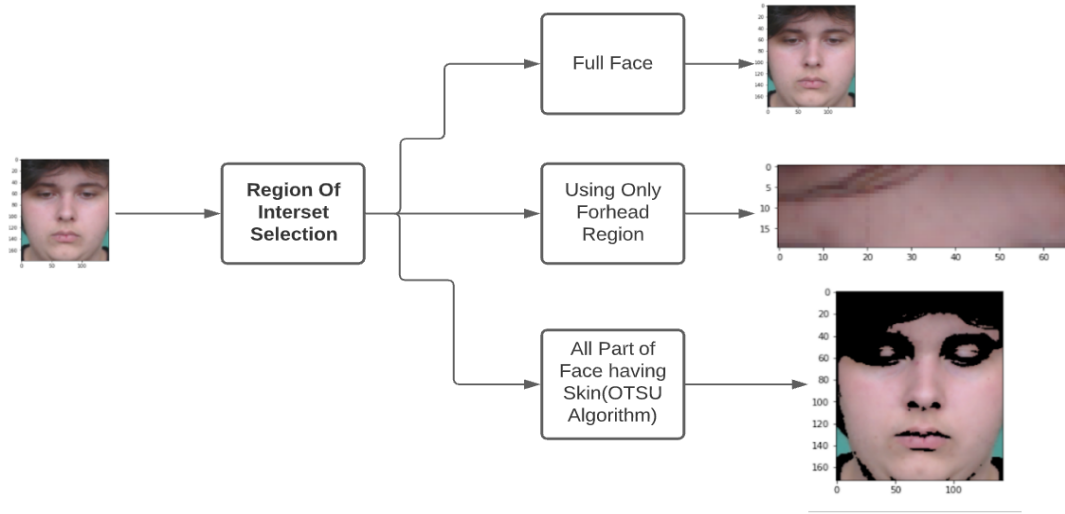 Full Face
Region Of
Interset
Selection
Using Only
Forhead
Region
All Part of
Face having
Skin(OTSU
Algorithm)
0
5
10
15
0
10
20
30
40
50
60
0
20
40
60
80
100
120
140
160
0
50
100